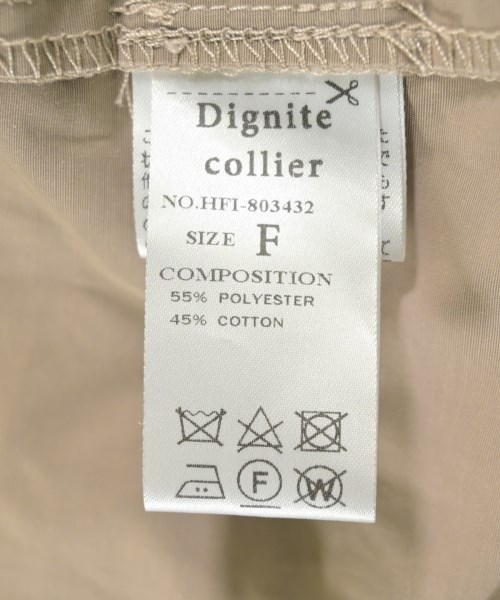 Dignite
collier
NO.HFI-803432
SIZE F
COMPOSITION
55% POLYESTER
45% COTTON
F
W